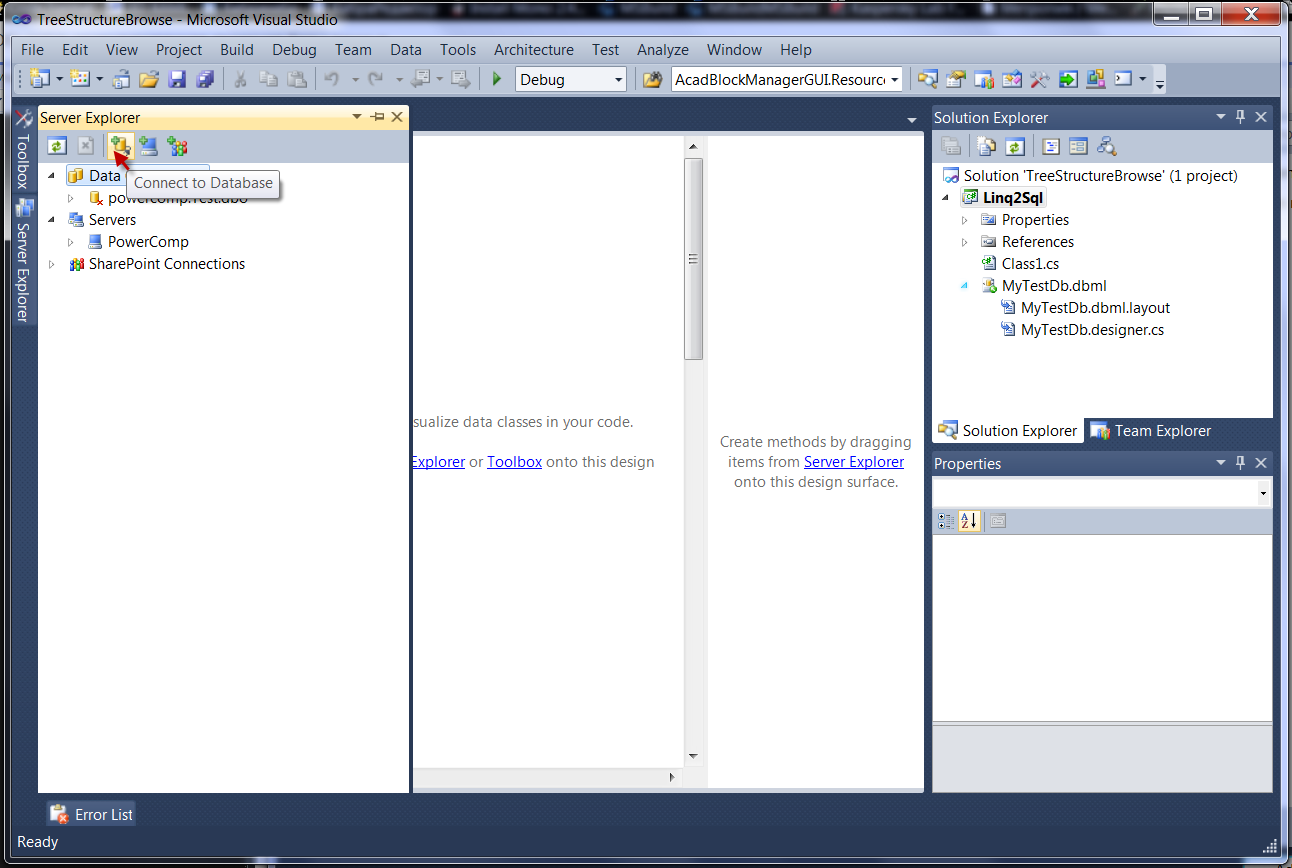 TreeStructureBrowse - Microsoft Visual Studio
File Edit View Project Build Debug Team Data Tools Architecture Test Analyze Window Help
Debug
AcadBlockManagerGUI.Resource
Toolbox
Server Explorer
Server Explorer
Data
Connect to Database
powercomp.Test.dbo
Servers
PowerComp
SharePoint Connections
sualize data classes in your code.
Explorer or Toolbox onto this design
Create methods by dragging
items from Server Explorer
onto this design surface.
Solution Explorer
Solution 'TreeStructureBrowse' (1 project)
Linq2Sql
Properties
References
Class1.cs
MyTestDb.dbml
MyTestDb.dbml.layout
MyTestDb.designer.cs
Solution Explorer
Team Explorer
Properties
Error List
Ready